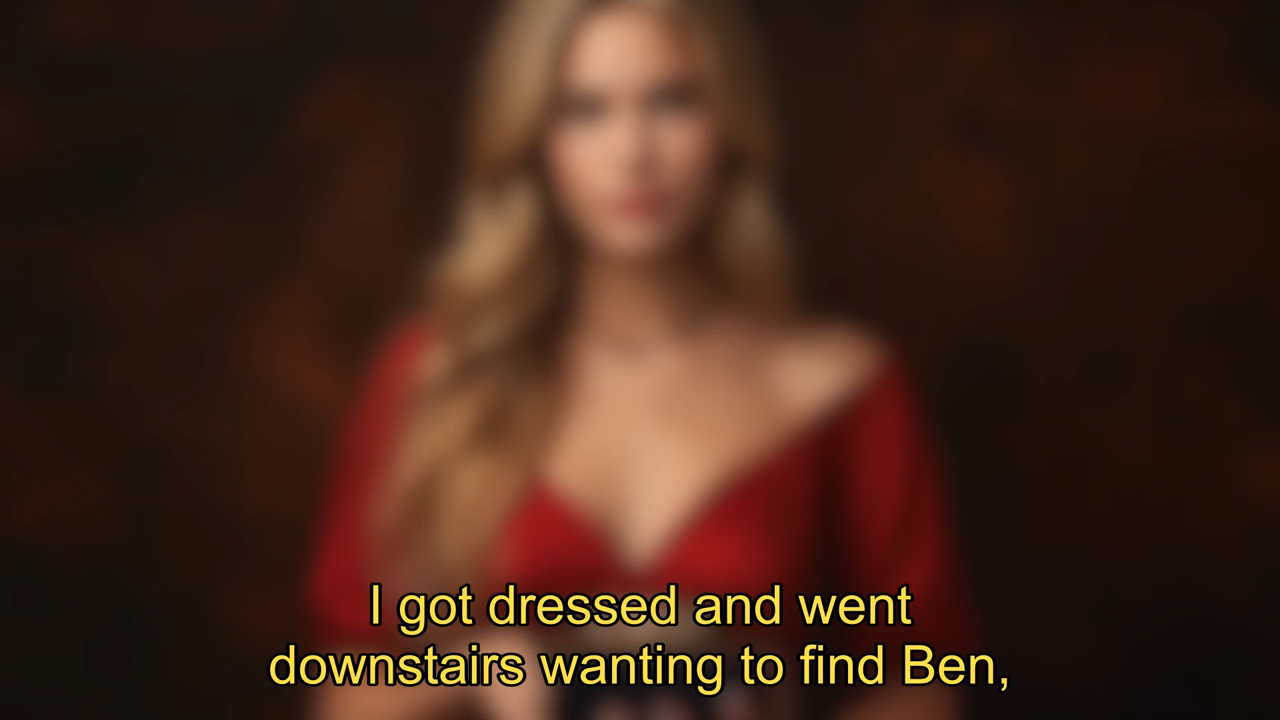 I got dressed and went
downstairs wanting to find Ben,